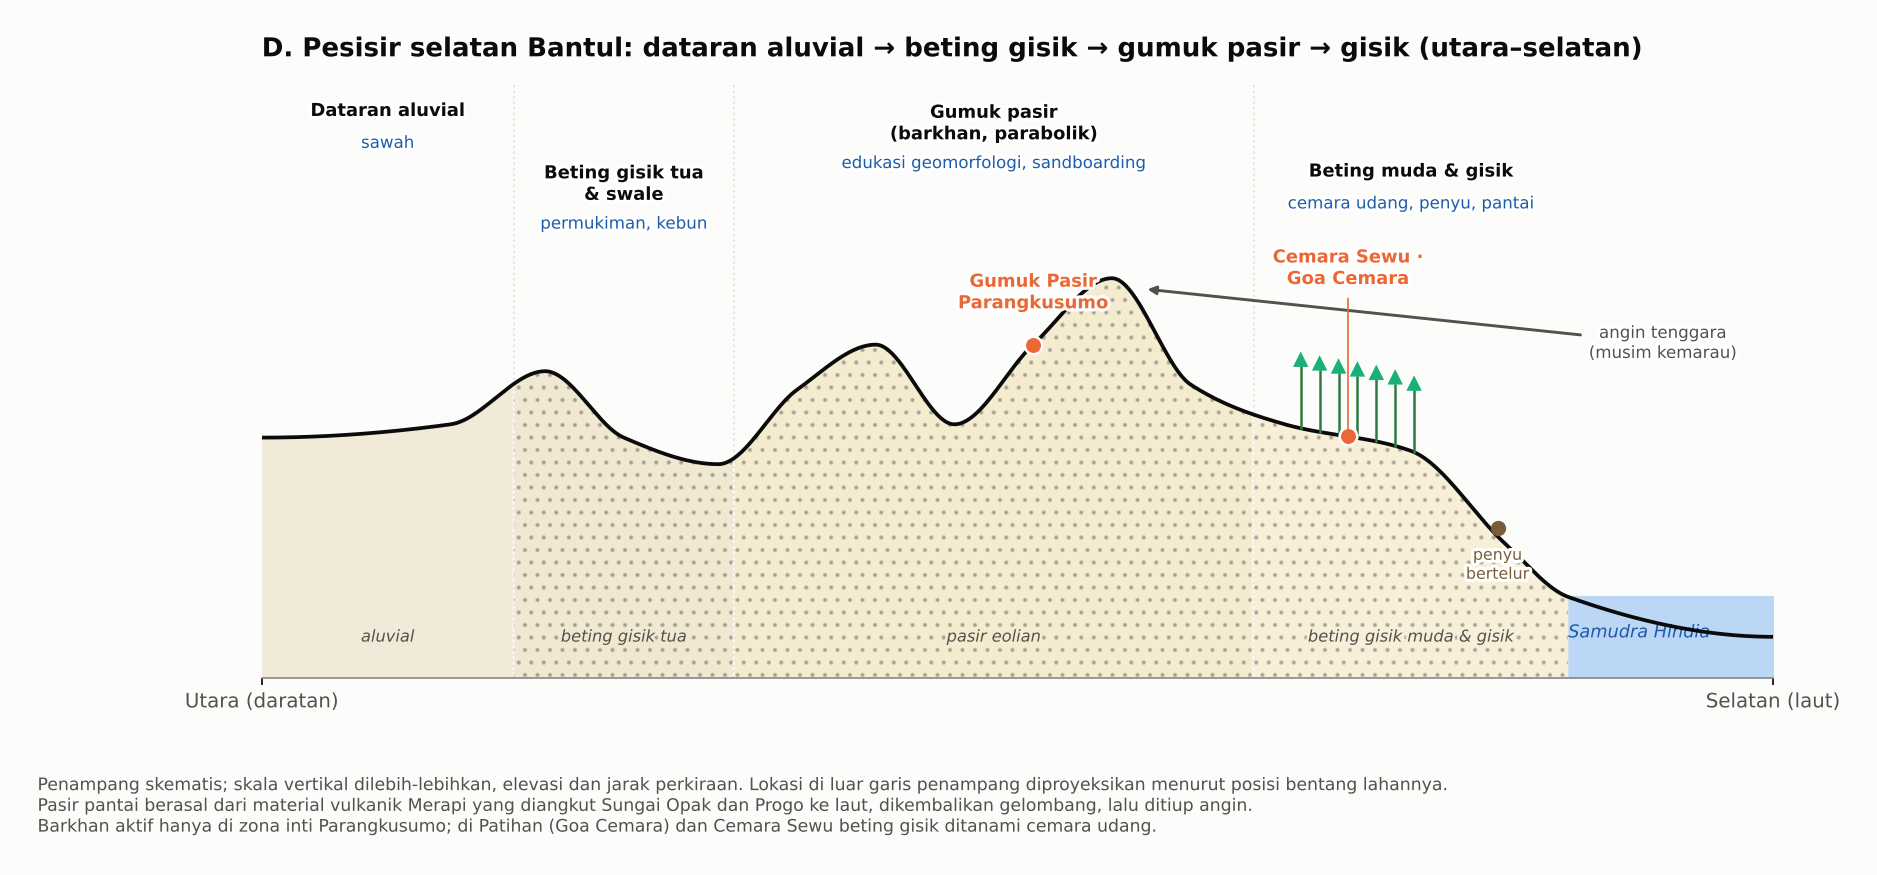 D. Pesisir selatan Bantul: dataran aluvial → beting gisik → gumuk pasir → gisik (utara–selatan)
Dataran aluvial
sawah
Beting gisik tua
& swale
permukiman, kebun
Gumuk pasir
(barkhan, parabolik)
edukasi geomorfologi, sandboarding
Beting muda & gisik
cemara udang, penyu, pantai
Gumuk Pasir
Parangkusumo
Cemara Sewu ·
Goa Cemara
angin tenggara
(musim kemarau)
penyu
bertelur
aluvial
beting gisik tua
pasir eolian
beting gisik muda & gisik
Samudra Hindia
Utara (daratan)
Selatan (laut)
Penampang skematis; skala vertikal dilebih-lebihkan, elevasi dan jarak perkiraan. Lokasi di luar garis penampang diproyeksikan menurut posisi bentang lahannya.
Pasir pantai berasal dari material vulkanik Merapi yang diangkut Sungai Opak dan Progo ke laut, dikembalikan gelombang, lalu ditiup angin.
Barkhan aktif hanya di zona inti Parangkusumo; di Patihan (Goa Cemara) dan Cemara Sewu beting gisik ditanami cemara udang.